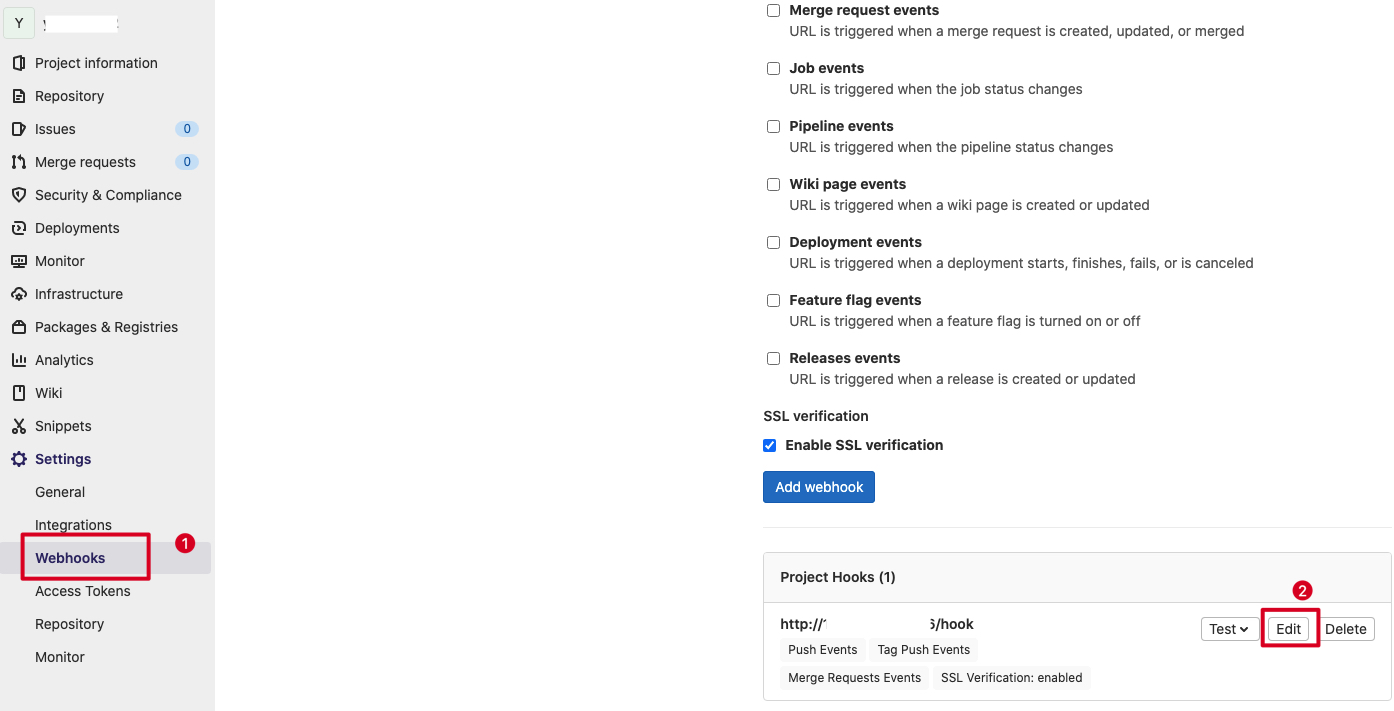 Y
Project information
Repository
Issues 0
Merge requests 0
Security & Compliance
Deployments
Monitor
Infrastructure
Packages & Registries
Analytics
Wiki
Snippets
Settings
General
Integrations
Webhooks
1
Access Tokens
Repository
Monitor
Merge request events
URL is triggered when a merge request is created, updated, or merged
Job events
URL is triggered when the job status changes
Pipeline events
URL is triggered when the pipeline status changes
Wiki page events
URL is triggered when a wiki page is created or updated
Deployment events
URL is triggered when a deployment starts, finishes, fails, or is canceled
Feature flag events
URL is triggered when a feature flag is turned on or off
Releases events
URL is triggered when a release is created or updated
SSL verification
Enable SSL verification
Add webhook
Project Hooks (1)
2
http:// /hook
Test Edit Delete
Push Events Tag Push Events
Merge Requests Events SSL Verification: enabled